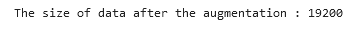 The size of data after the augmentation : 19200